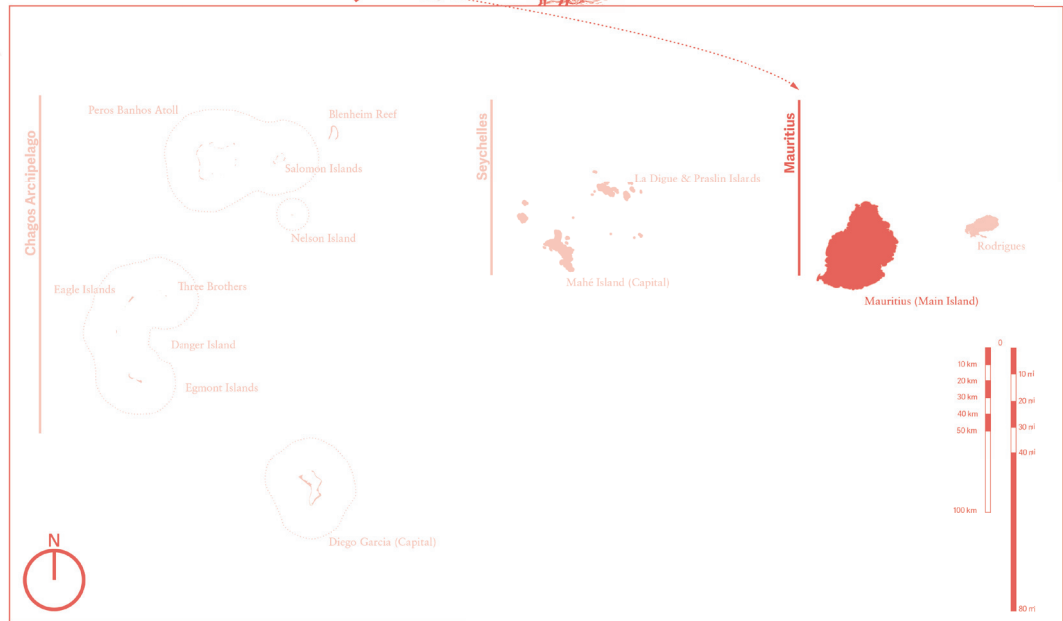 Chagos Archipelago
Peros Banhos Atoll
Blenheim Reef
Salomon Islands
Nelson Island
Eagle Islands
Three Brothers
Danger Island
Egmont Islands
Diego Garcia (Capital)
N
Seychelles
La Digue & Praslin Islands
Mahé Island (Capital)
Mauritius
Rodrigues
Mauritius (Main Island)
0
10 km
20 km
30 km
40 km
50 km
100 km
10 mi
20 mi
30 mi
40 mi
80 mi